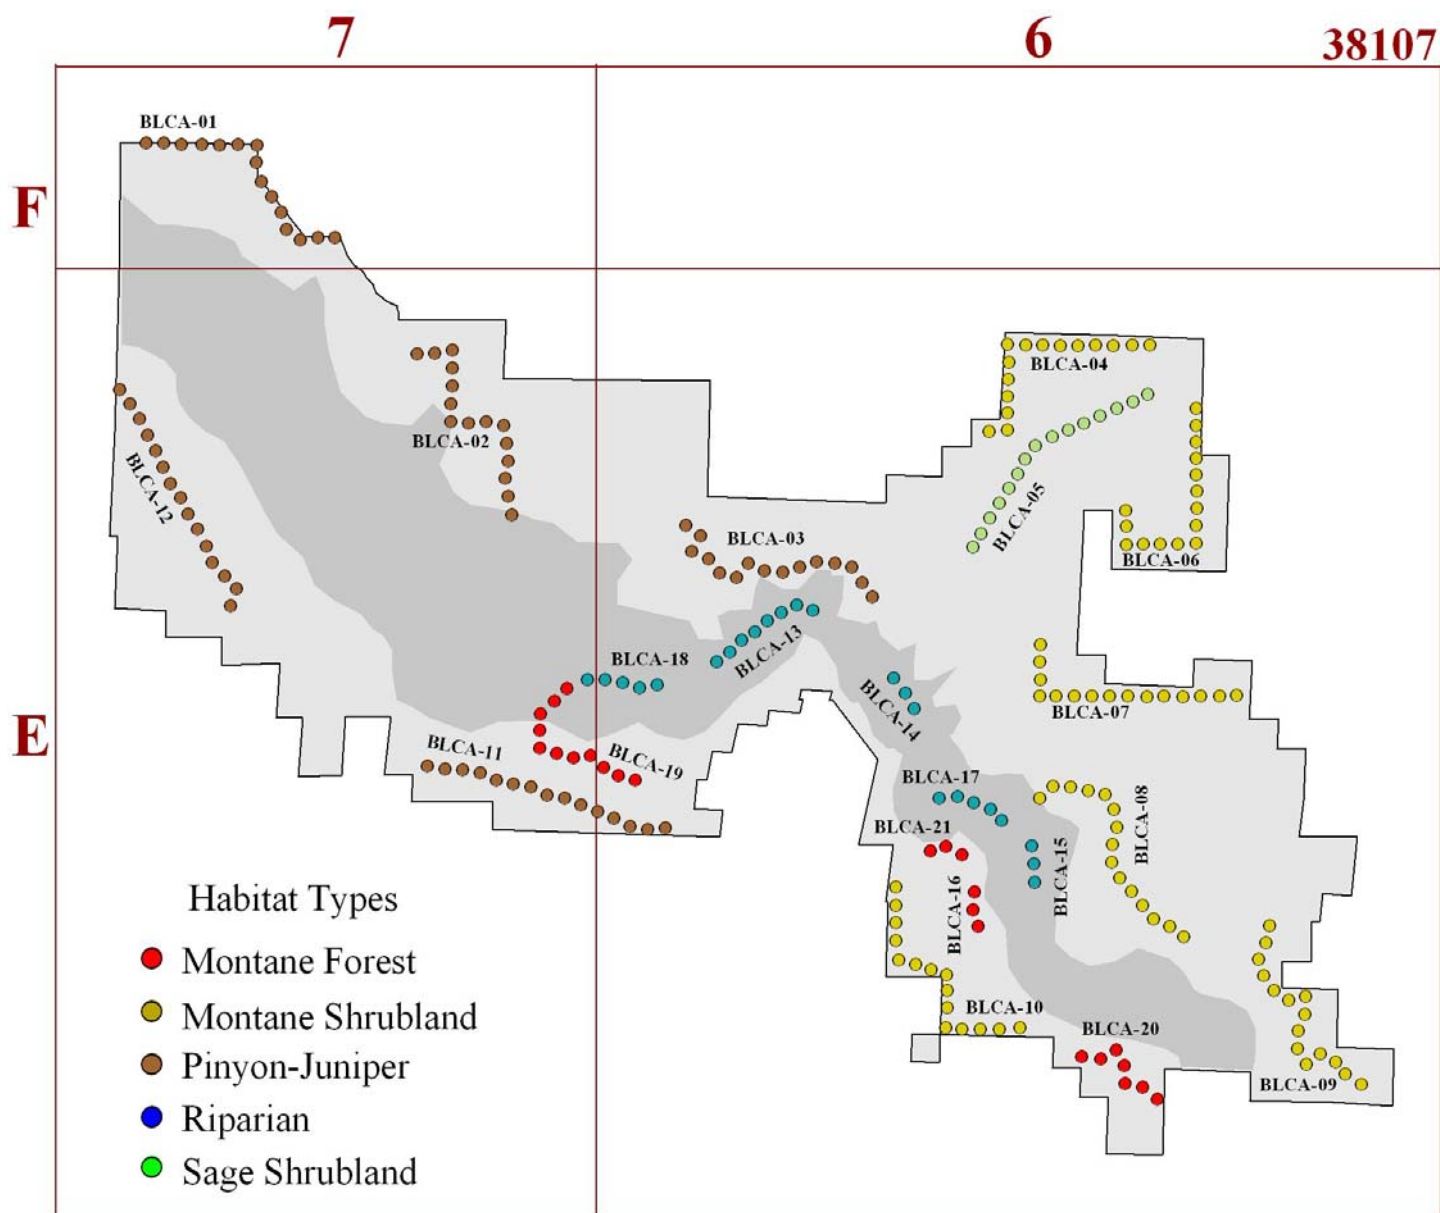 7 6 38107
BLCA-01
F
BLCA-04
BLCA-02
BLCA-12
BLCA-05
BLCA-03
BLCA-06
BLCA-13
BLCA-18
BLCA-14
BLCA-07
E
BLCA-11
BLCA-19
BLCA-17
BLCA-08
BLCA-21
BLCA-15
BLCA-16
BLCA-10
BLCA-20
BLCA-09
Habitat Types
Montane Forest
Montane Shrubland
Pinyon-Juniper
Riparian
Sage Shrubland